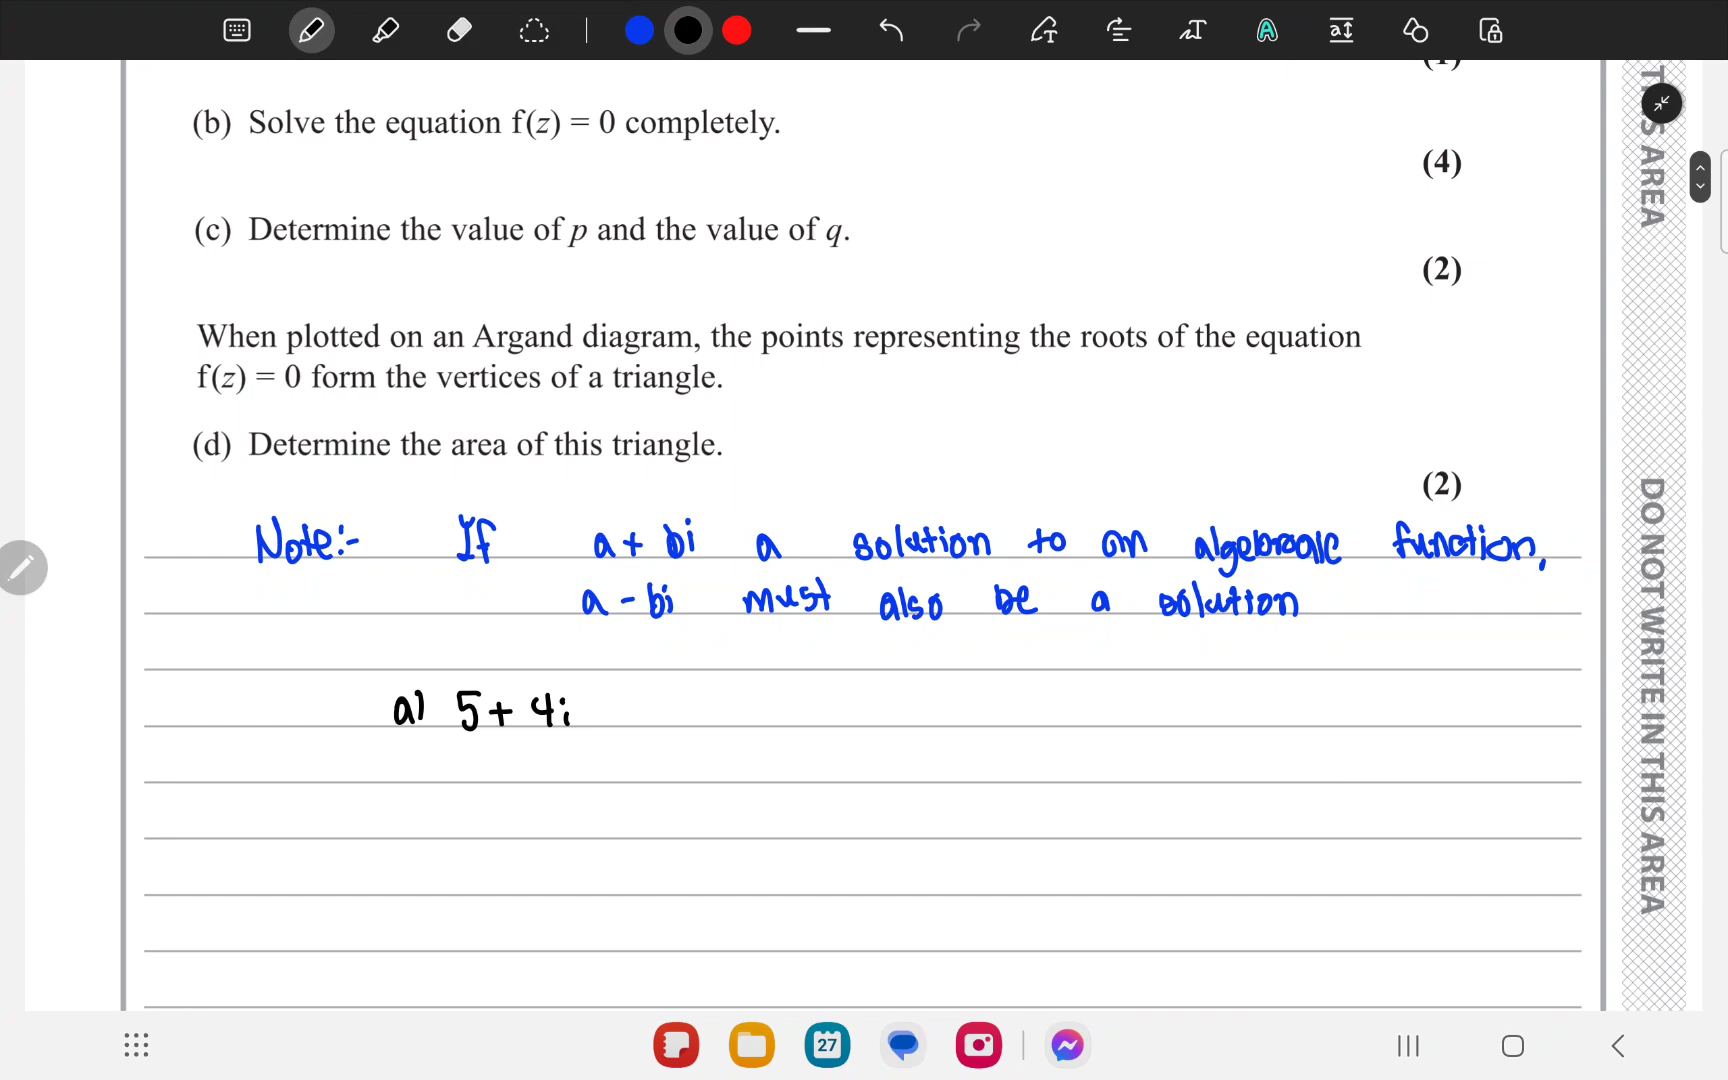 (1)
(b) Solve the equation f(z) = 0 completely.
(4)
(c) Determine the value of p and the value of q.
(2)
When plotted on an Argand diagram, the points representing the roots of the equation
f(z) = 0 form the vertices of a triangle.
(d) Determine the area of this triangle.
(2)
Note:- If a + bi a solution to an algebraic function,
a - bi must also be a solution
a) 5 + 4i
THIS AREA
DO NOT WRITE IN THIS AREA
27